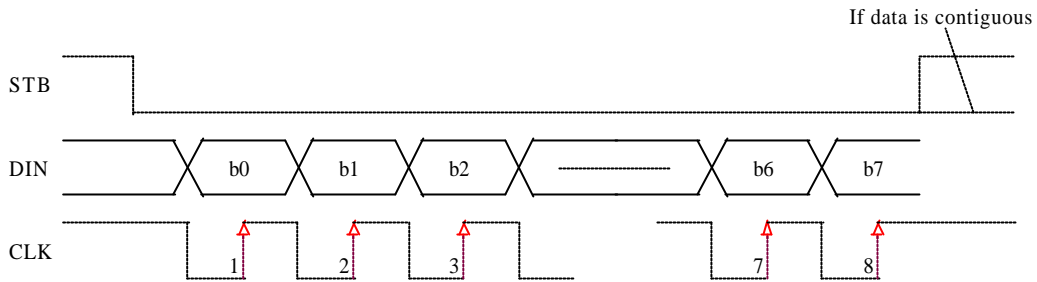 If data is contiguous
STB
DIN b0 b1 b2 b6 b7
CLK 1 2 3 7 8